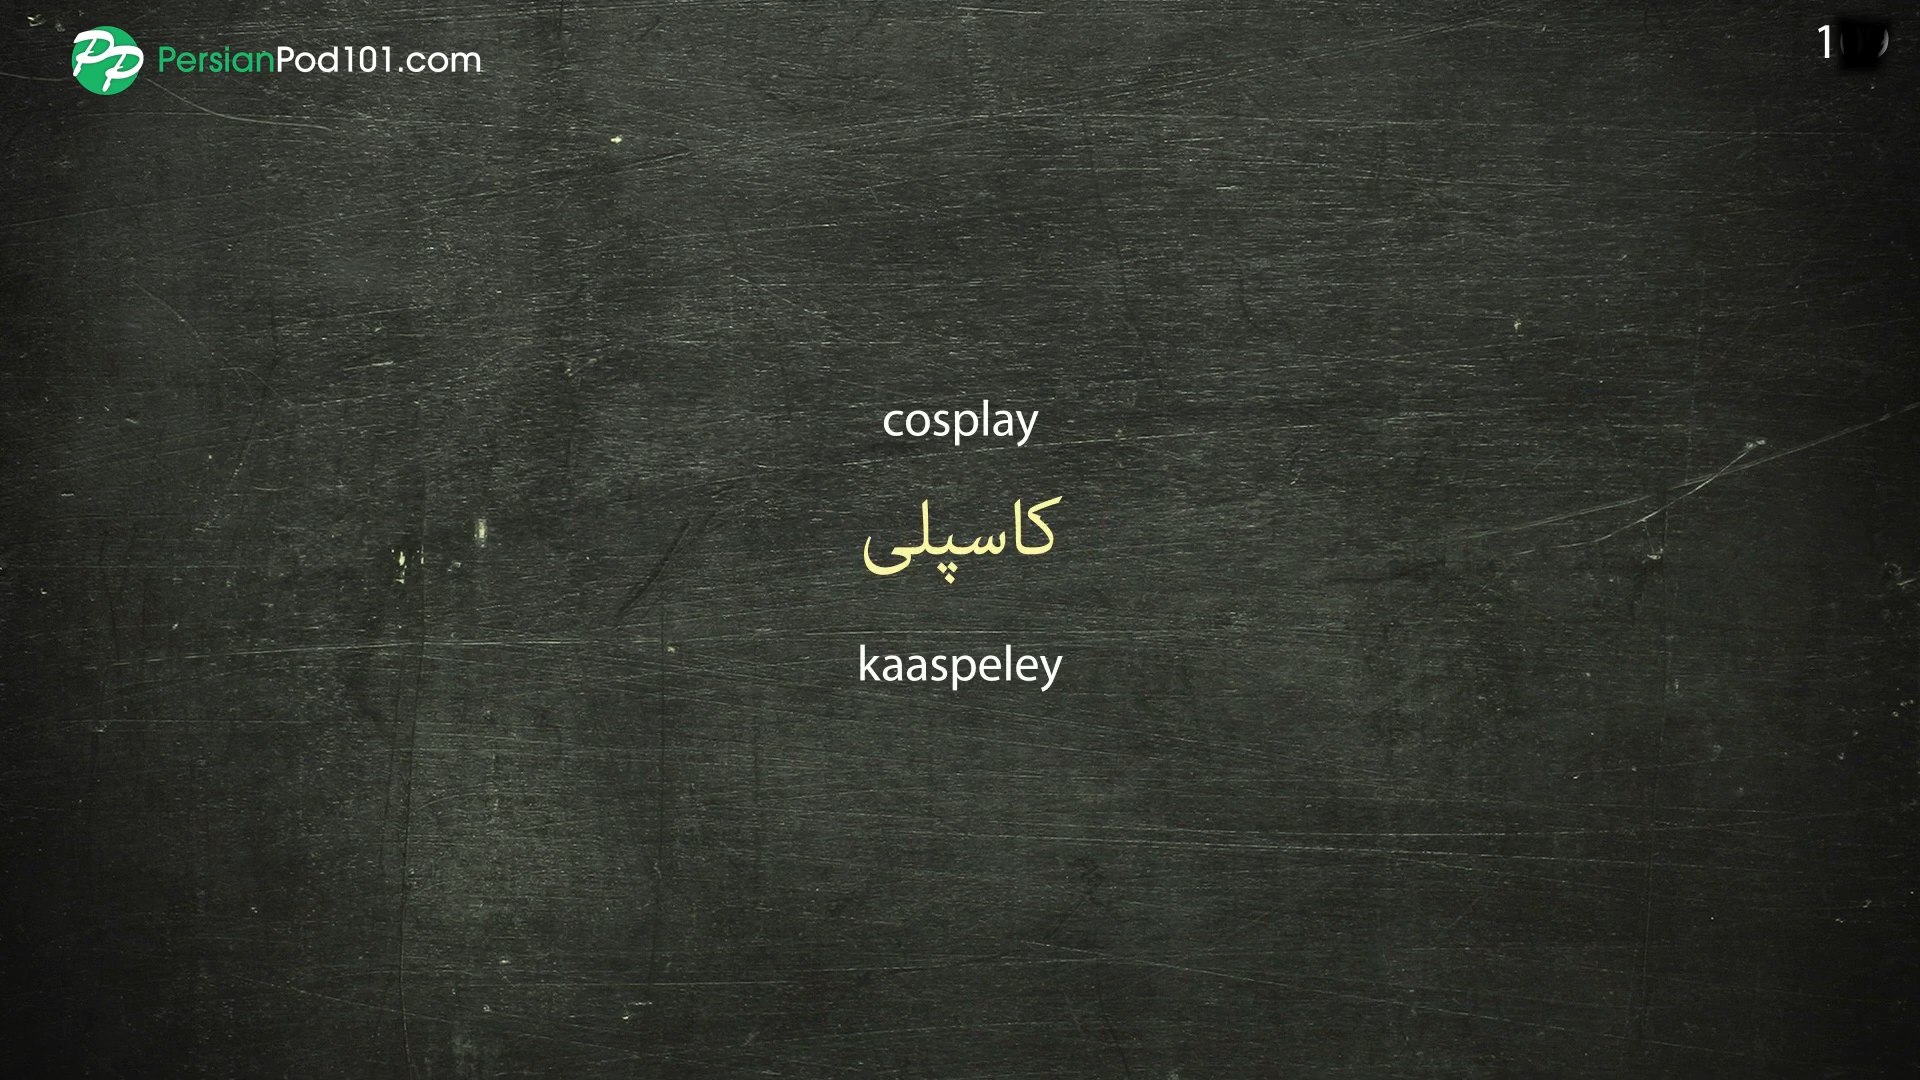 PersianPod101.com
cosplay
کاسپلی
kaaspeley